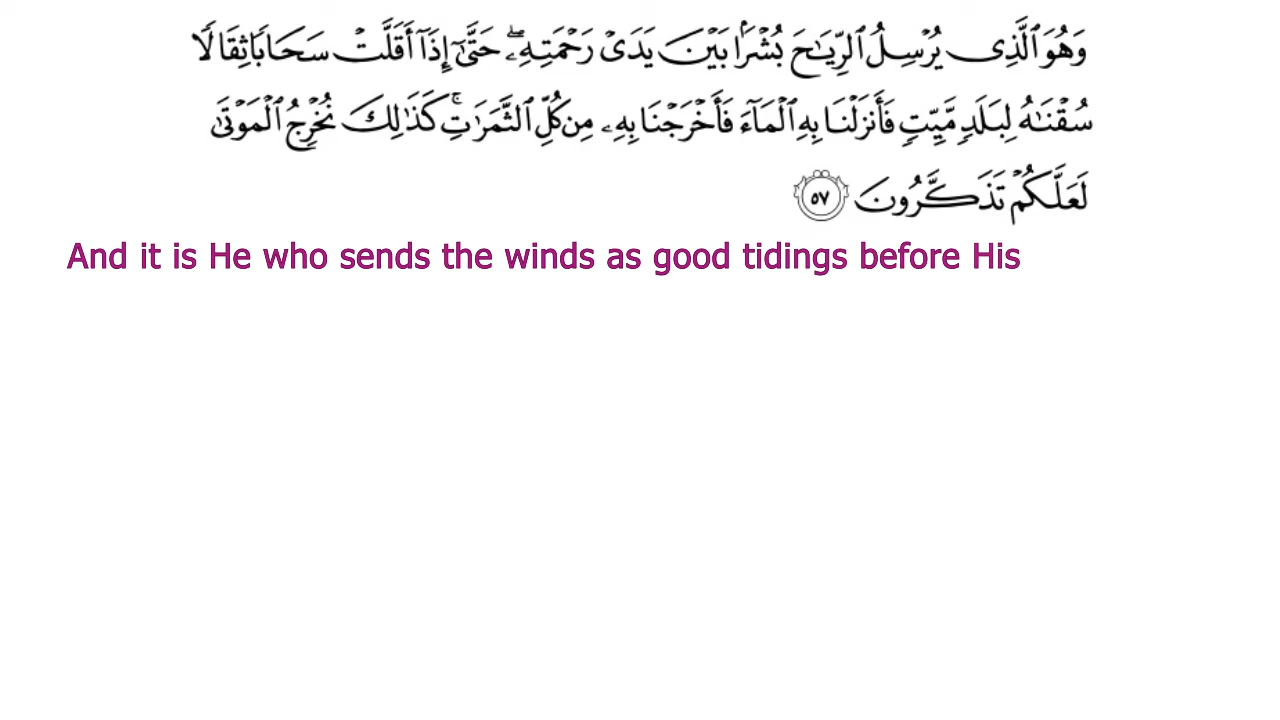 وَهُوَ ٱلَّذِى يُرْسِلُ ٱلرِّيَـٰحَ بُشْرًۢا بَيْنَ يَدَىْ رَحْمَتِهِۦ ۖ حَتَّىٰٓ إِذَآ أَقَلَّتْ سَحَابًا ثِقَالًا
سُقْنَـٰهُ لِبَلَدٍ مَّيِّتٍ فَأَنزَلْنَا بِهِ ٱلْمَآءَ فَأَخْرَجْنَا بِهِۦ مِن كُلِّ ٱلثَّمَرَٰتِ ۚ كَذَٰلِكَ نُخْرِجُ ٱلْمَوْتَىٰ
لَعَلَّكُمْ تَذَكَّرُونَ ٥٧
And it is He who sends the winds as good tidings before His